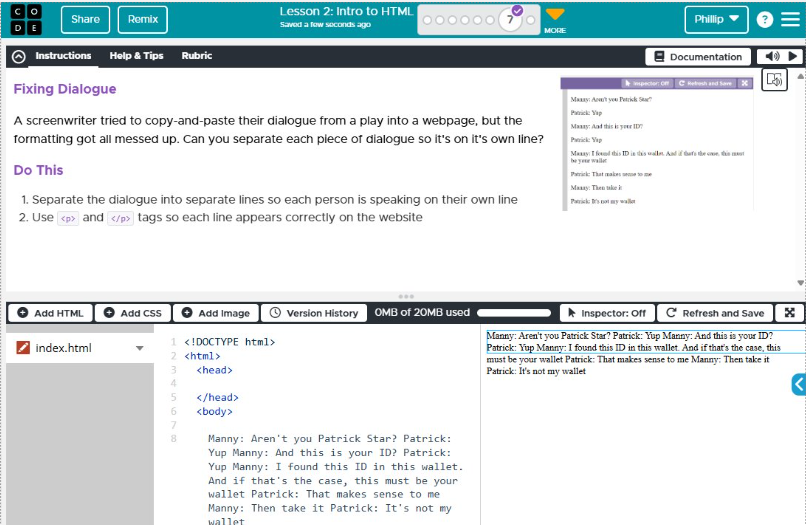 C O
D E
Share
Remix
Lesson 2: Intro to HTML
Saved a few seconds ago
7
MORE
Phillip
?
Instructions
Help & Tips
Rubric
Documentation
Fixing Dialogue
A screenwriter tried to copy-and-paste their dialogue from a play into a webpage, but the
formatting got all messed up. Can you separate each piece of dialogue so it's on it's own line?
Do This
1. Separate the dialogue into separate lines so each person is speaking on their own line
2. Use <p> and </p> tags so each line appears correctly on the website
Inspector: Off
Refresh and Save
Manny: Aren't you Patrick Star?
Patrick: Yup
Manny: And this is your ID?
Patrick: Yup
Manny: I found this ID in this wallet. And if that's the case, this must
be your wallet
Patrick: That makes sense to me
Manny: Then take it
Patrick: It's not my wallet
Add HTML
Add CSS
Add Image
Version History
0MB of 20MB used
Inspector: Off
Refresh and Save
index.html
1 <!DOCTYPE html>
2 <html>
3 <head>
4
5 </head>
6 <body>
7
8 Manny: Aren't you Patrick Star? Patrick:
Yup Manny: And this is your ID? Patrick:
Yup Manny: I found this ID in this wallet.
And if that's the case, this must be your
wallet Patrick: That makes sense to me
Manny: Then take it Patrick: It's not my
wallet
Manny: Aren't you Patrick Star? Patrick: Yup Manny: And this is your ID?
Patrick: Yup Manny: I found this ID in this wallet. And if that's the case, this
must be your wallet Patrick: That makes sense to me Manny: Then take it
Patrick: It's not my wallet